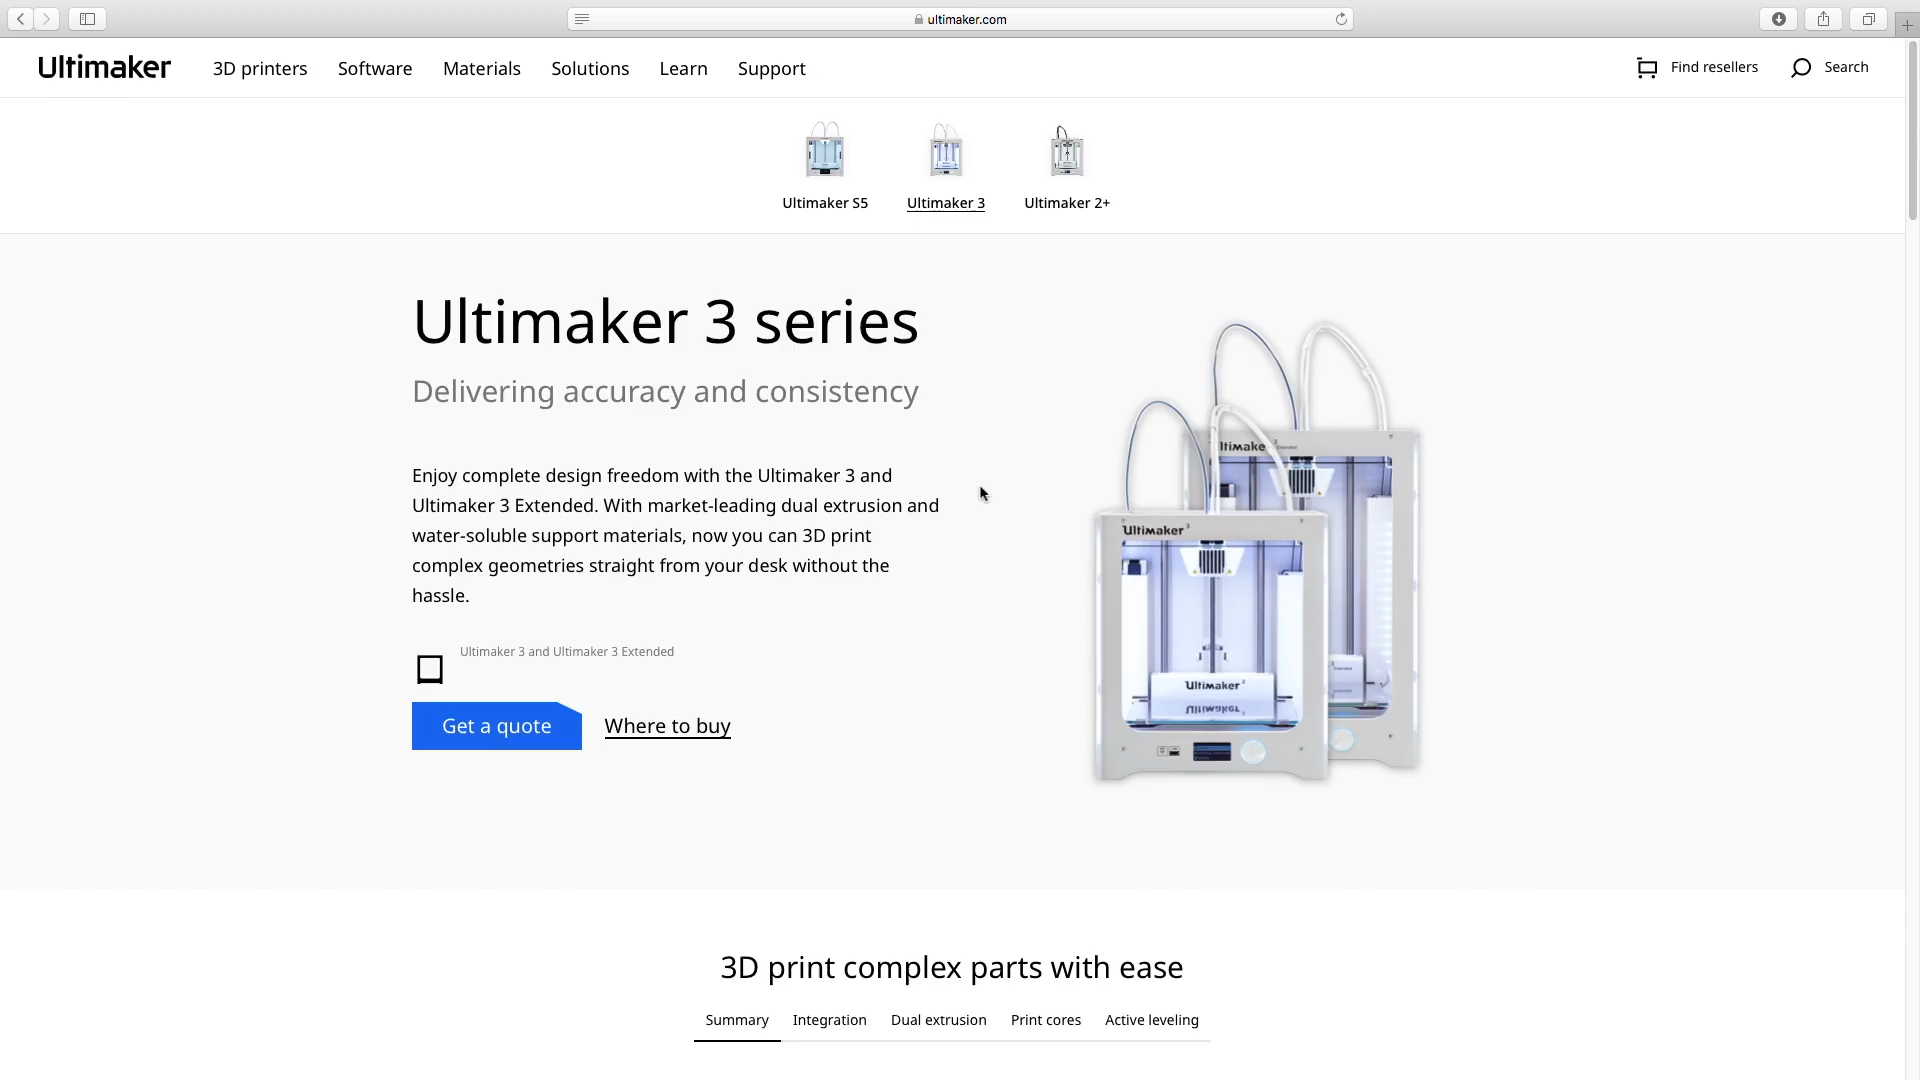 ultimaker.com
Ultimaker
3D printers
Software
Materials
Solutions
Learn
Support
Find resellers
Search
Ultimaker S5
Ultimaker 3
Ultimaker 2+
Ultimaker 3 series
Delivering accuracy and consistency
Enjoy complete design freedom with the Ultimaker 3 and
Ultimaker 3 Extended. With market-leading dual extrusion and
water-soluble support materials, now you can 3D print
complex geometries straight from your desk without the
hassle.
Ultimaker 3 and Ultimaker 3 Extended
Get a quote
Where to buy
Ultimaker 3
Ultimaker
3D print complex parts with ease
Summary
Integration
Dual extrusion
Print cores
Active leveling